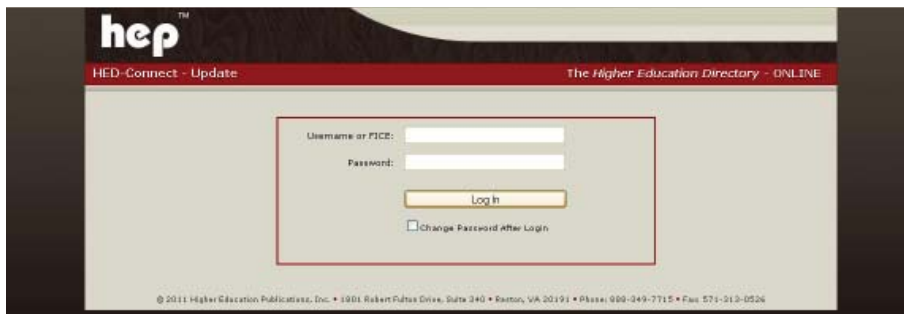 hep™
HED-Connect - Update
The Higher Education Directory - ONLINE
Username or FICE:
Password:
Log In
Change Password After Login
© 2011 Higher Education Publications, Inc. • 1801 Robert Fulton Drive, Suite 340 • Reston, VA 20191 • Phone: 888-349-7715 • Fax: 571-313-0526